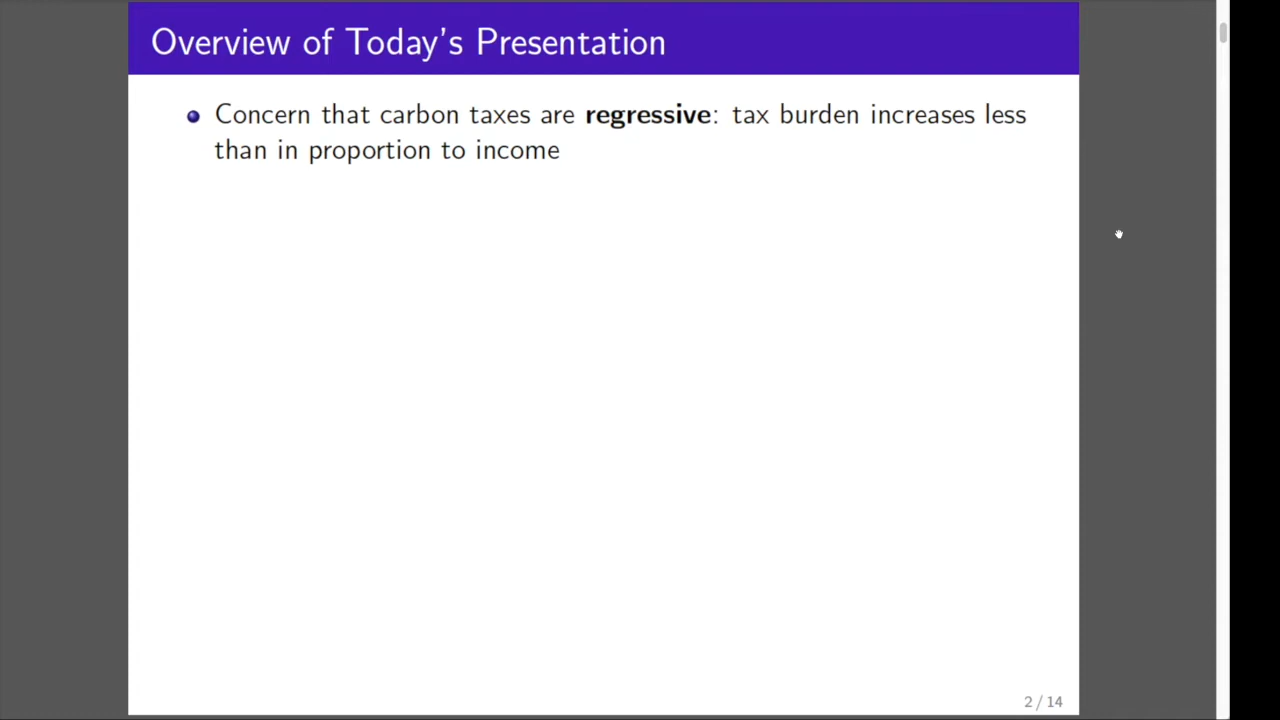 Overview of Today's Presentation
Concern that carbon taxes are regressive: tax burden increases less
than in proportion to income
2 / 14